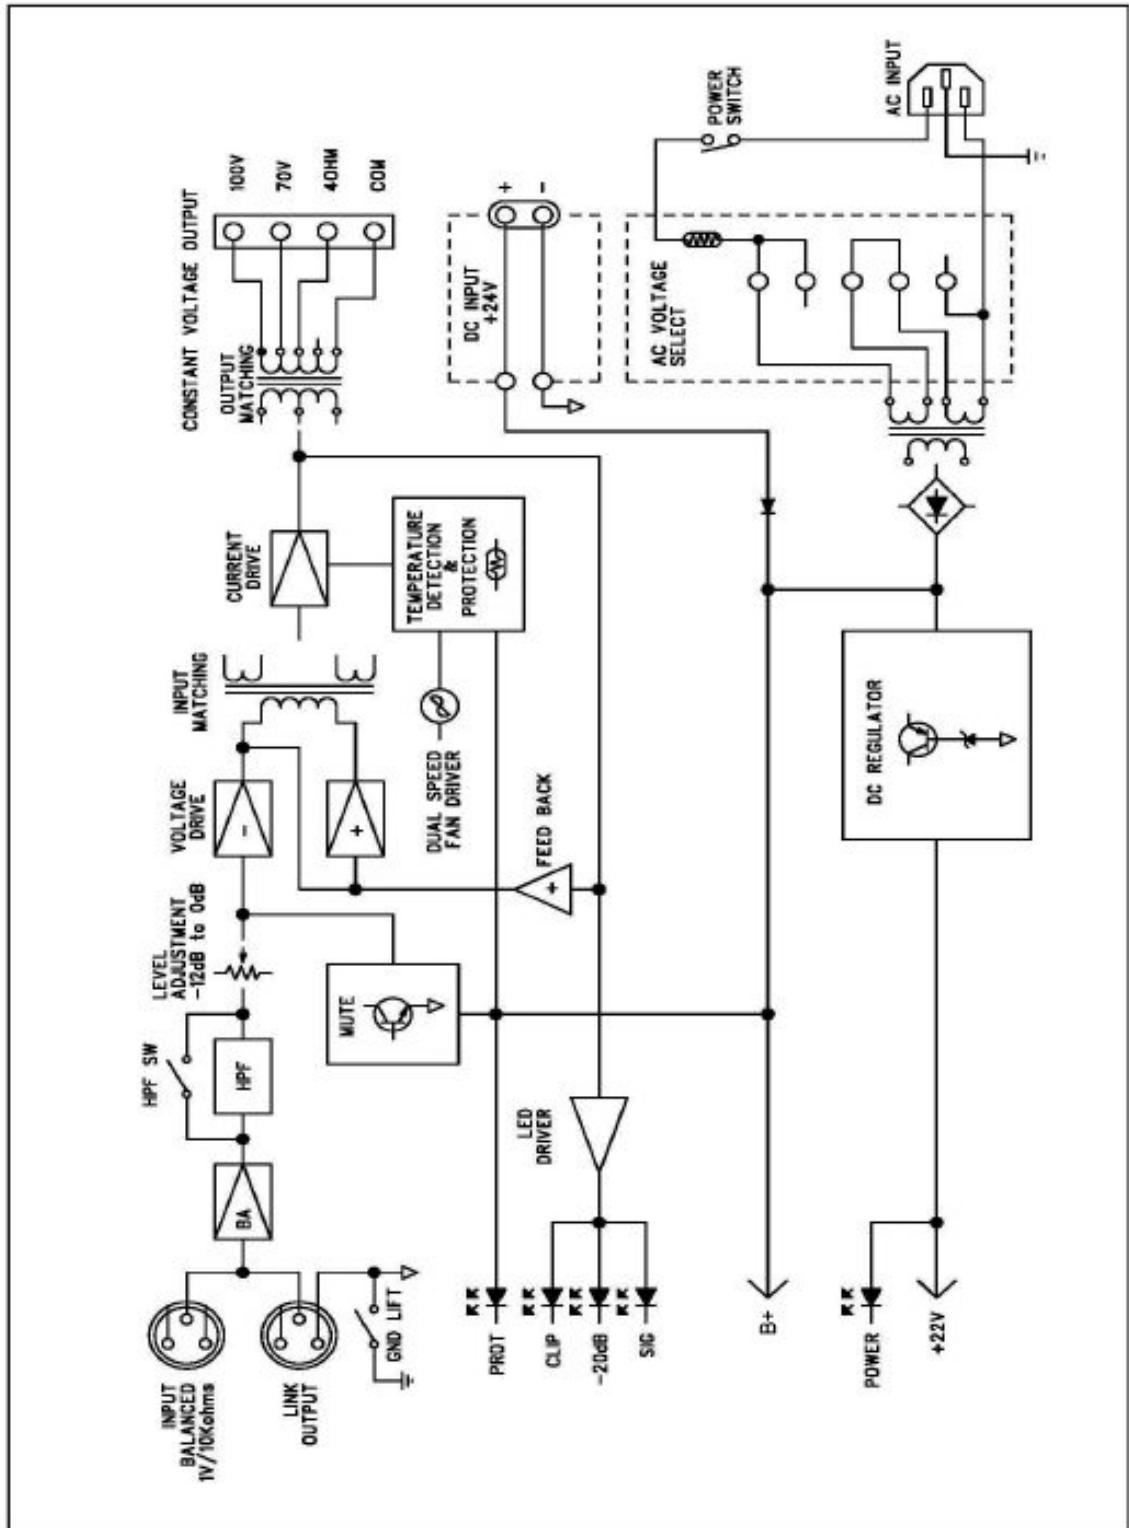 INPUT
BALANCED
1V/10Kohms
LINK
OUTPUT
GND LIFT
BA
HPF SW
HPF
LEVEL
ADJUSTMENT
-12dB to 0dB
MUTE
VOLTAGE
DRIVE
-
+
INPUT
MATCHING
CURRENT
DRIVE
CONSTANT VOLTAGE OUTPUT
OUTPUT
MATCHING
100V
70V
4OHM
COM
DUAL SPEED
FAN DRIVER
TEMPERATURE
DETECTION
&
PROTECTION
+
FEED BACK
LED
DRIVER
PROT
CLIP
-20dB
SIG
DC INPUT
+24V
+
-
B+
AC VOLTAGE
SELECT
POWER
SWITCH
AC INPUT
DC REGULATOR
POWER
+22V